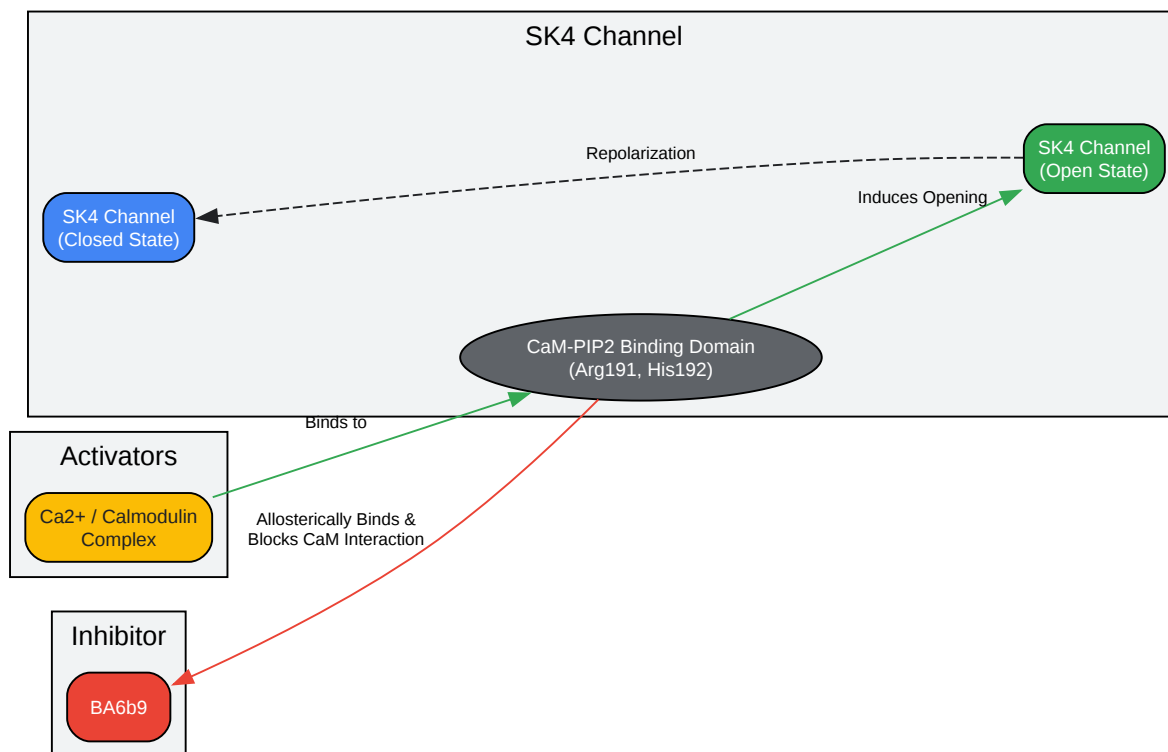 SK4 Channel
Repolarization
SK4 Channel
(Open State)
Induces Opening
SK4 Channel
(Closed State)
CaM-PIP2 Binding Domain
(Arg191, His192)
Binds to
Activators
Ca2+ / Calmodulin
Complex
Allosterically Binds &
Blocks CaM Interaction
Inhibitor
BA6b9